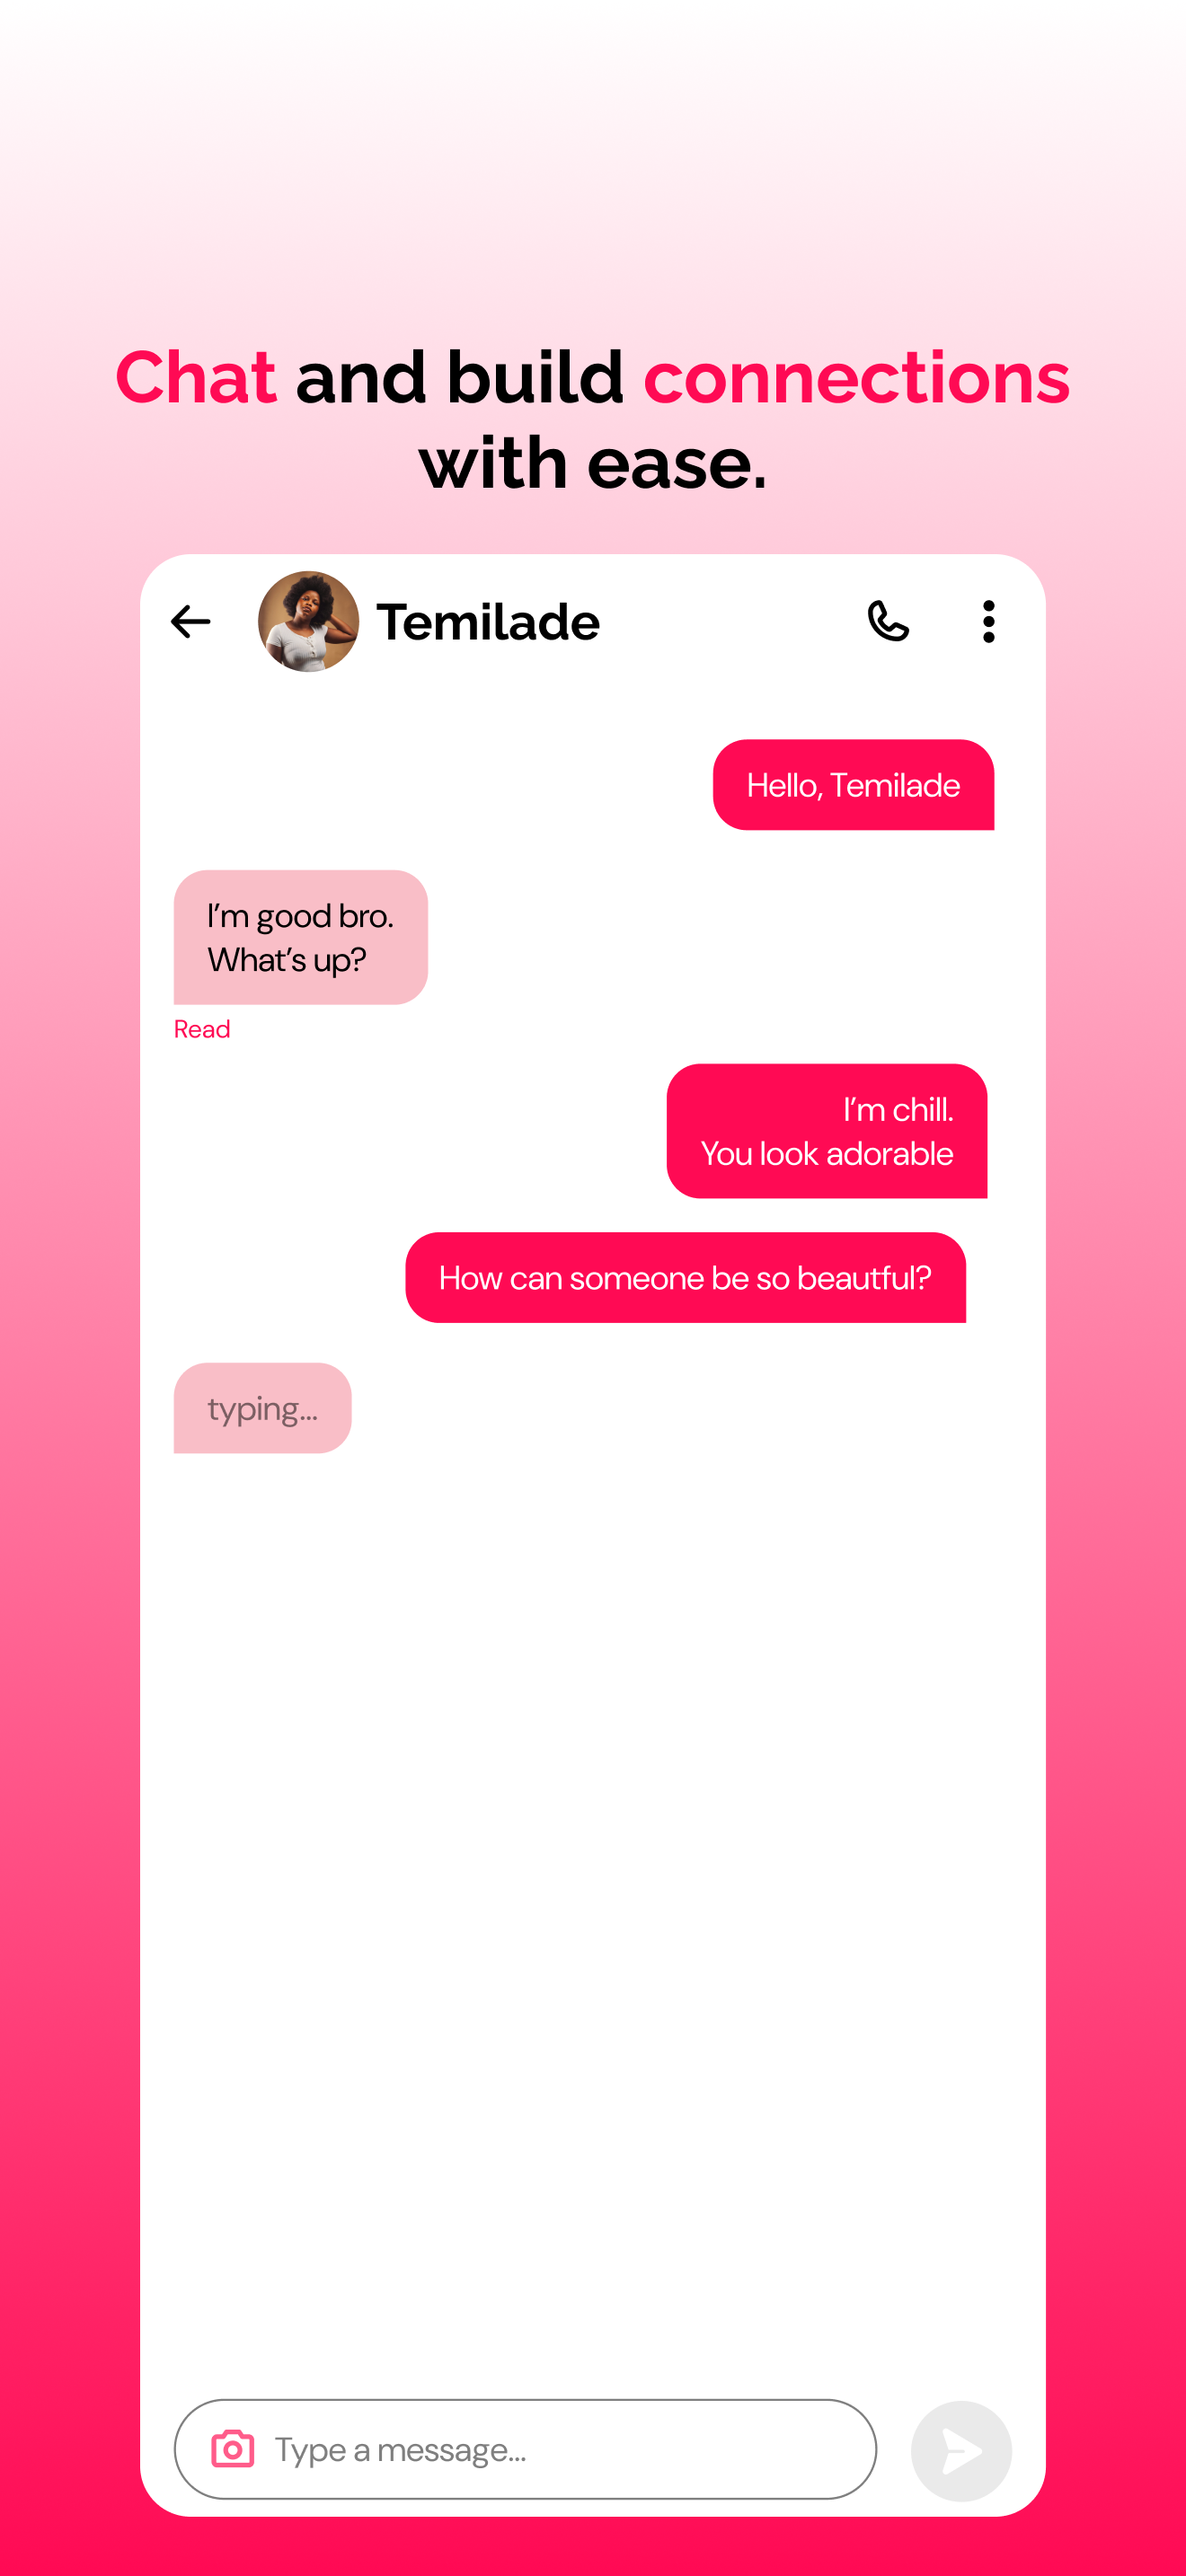 Chat and build connections
with ease.
Temilade
Hello, Temilade
I’m good bro.
What’s up?
Read
I’m chill.
You look adorable
How can someone be so beautful?
typing...
Type a message...